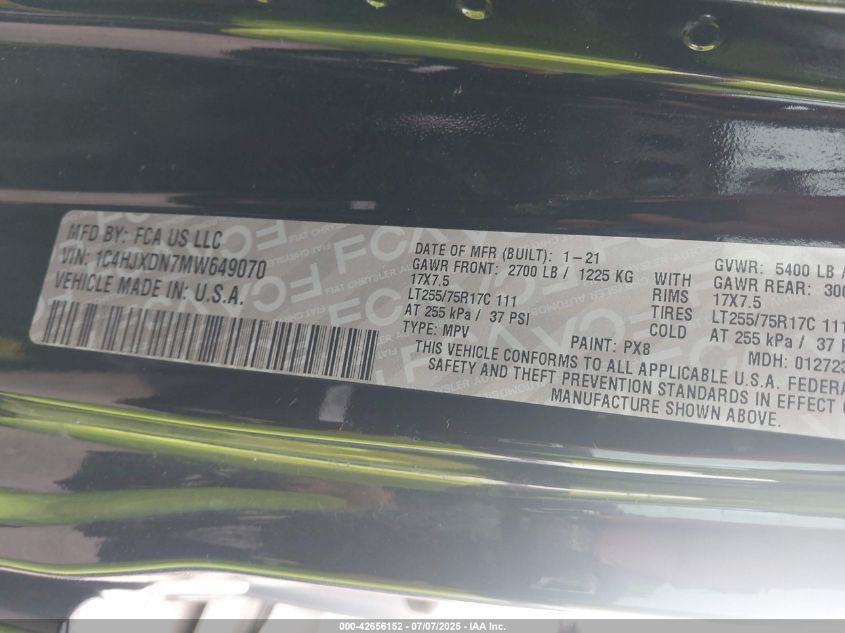 MFD BY: FCA US LLC
VIN: 1C4HJXDN7MW649070
VEHICLE MADE IN: U.S.A.
DATE OF MFR (BUILT): 1-21
GAWR FRONT: 2700 LB / 1225 KG WITH
17X7.5 RIMS
LT255/75R17C 111 TIRES
AT 255 kPa / 37 PSI COLD
TYPE: MPV PAINT: PX8
GVWR: 5400 LB /
GAWR REAR: 300
17X7.5
LT255/75R17C 111
AT 255 kPa / 37 P
MDH: 012723
THIS VEHICLE CONFORMS TO ALL APPLICABLE U.S.A. FEDERA
SAFETY AND THEFT PREVENTION STANDARDS IN EFFECT
MANUFACTURE SHOWN ABOVE.
000-42656152 - 07/07/2025 - IAA Inc.